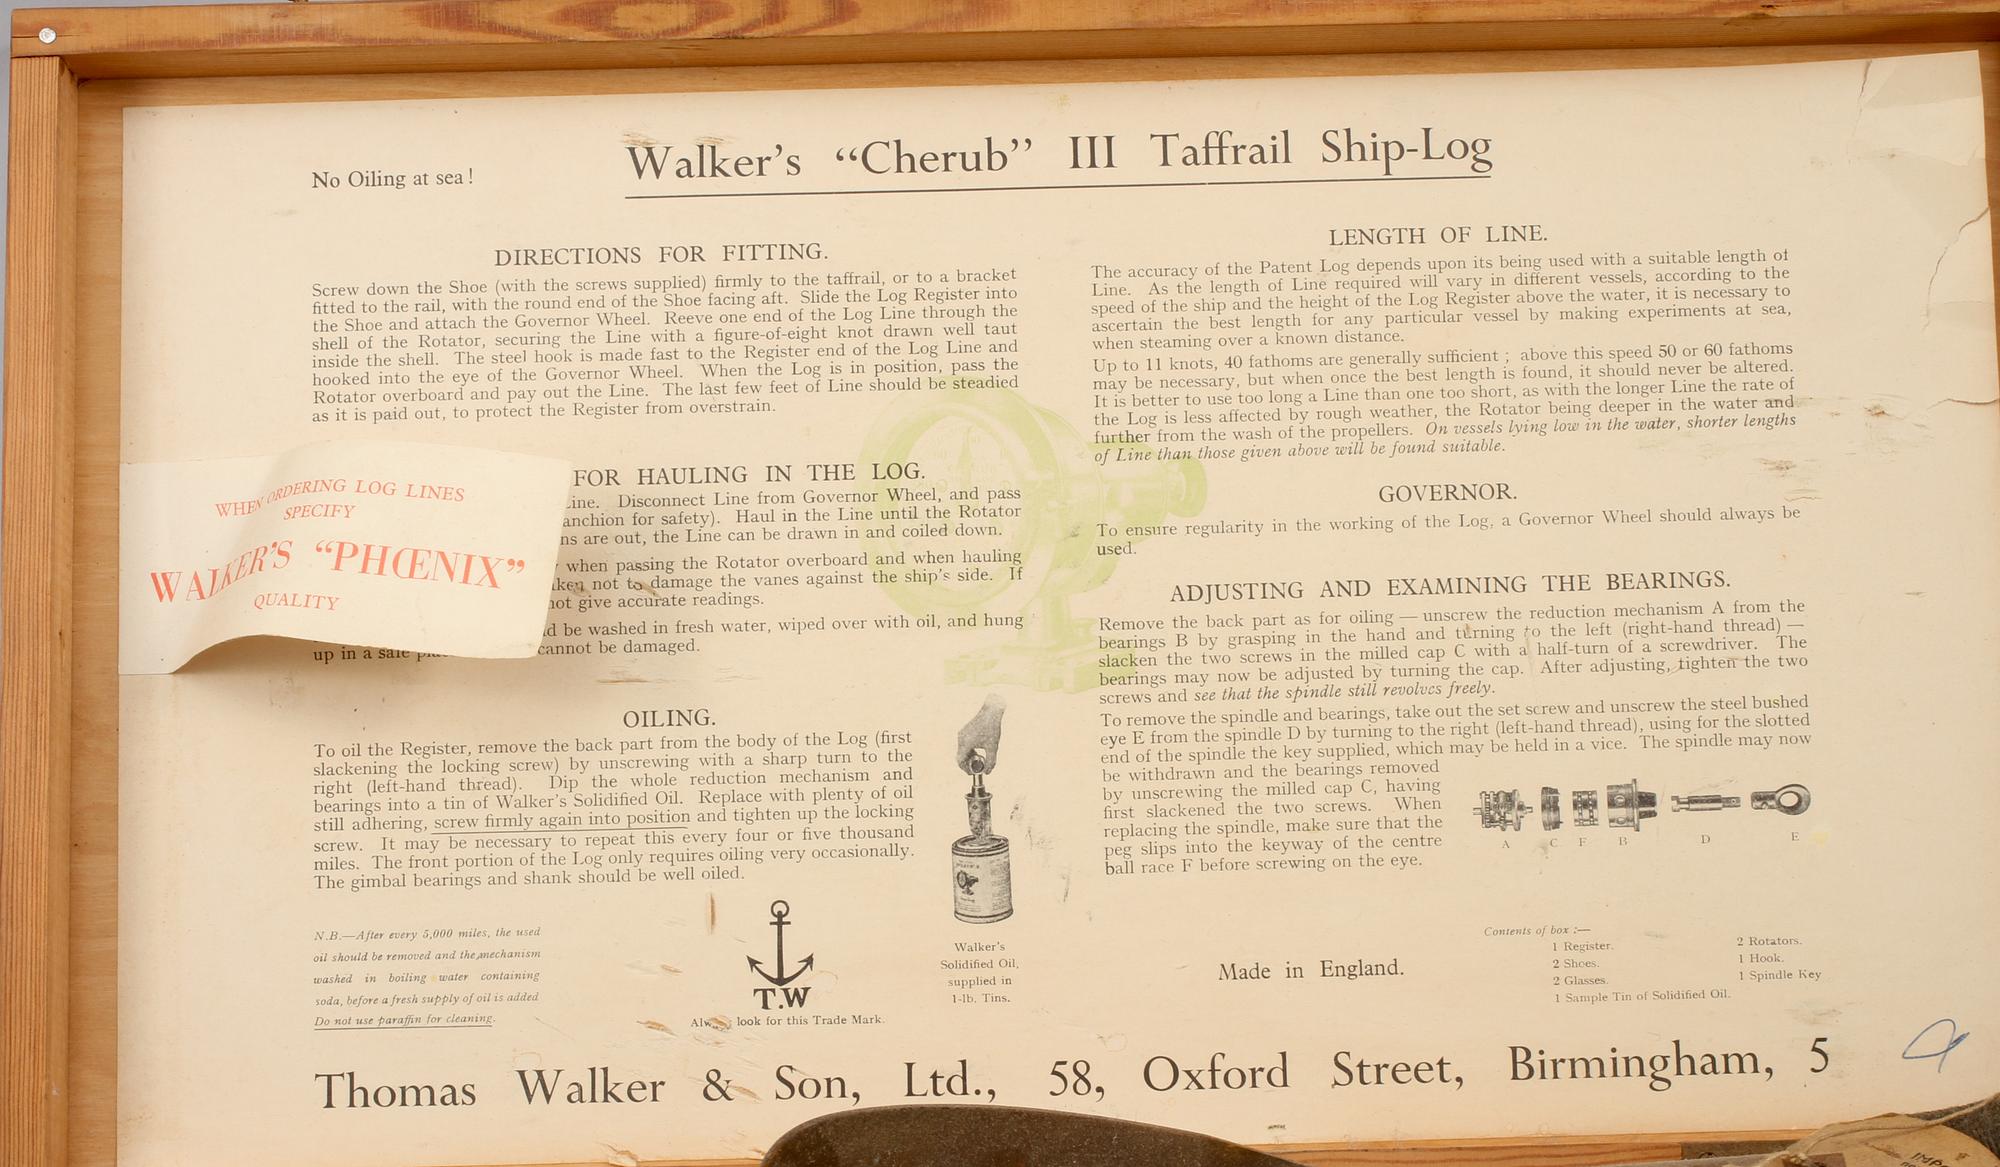 No Oiling at sea!
Walker's “Cherub” III Taffrail Ship-Log
DIRECTIONS FOR FITTING.
Screw down the Shoe (with the screws supplied) firmly to the taffrail, or to a bracket
fitted to the rail, with the round end of the Shoe facing aft. Slide the Log Register into
the Shoe and attach the Governor Wheel. Reeve one end of the Log Line through the
shell of the Rotator, securing the Line with a figure-of-eight knot drawn well taut
inside the shell. The steel hook is made fast to the Register end of the Log Line and
hooked into the eye of the Governor Wheel. When the Log is in position, pass the
Rotator overboard and pay out the Line. The last few feet of Line should be steadied
as it is paid out, to protect the Register from overstrain.
FOR HAULING IN THE LOG.
Line. Disconnect Line from Governor Wheel, and pass
anchion for safety). Haul in the Line until the Rotator
ns are out, the Line can be drawn in and coiled down.
when passing the Rotator overboard and when hauling
ken not to damage the vanes against the ship's side. If
not give accurate readings.
d be washed in fresh water, wiped over with oil, and hung
up in a safe cannot be damaged.
WHEN ORDERING LOG LINES
SPECIFY
WALKER'S “PHŒNIX”
QUALITY
OILING.
To oil the Register, remove the back part from the body of the Log (first
slackening the locking screw) by unscrewing with a sharp turn to the
right (left-hand thread). Dip the whole reduction mechanism and
bearings into a tin of Walker's Solidified Oil. Replace with plenty of oil
still adhering, screw firmly again into position and tighten up the locking
screw. It may be necessary to repeat this every four or five thousand
miles. The front portion of the Log only requires oiling very occasionally.
The gimbal bearings and shank should be well oiled.
N.B.—After every 5,000 miles, the used
oil should be removed and the mechanism
washed in boiling water containing
soda, before a fresh supply of oil is added
Do not use paraffin for cleaning.
T.W
Always look for this Trade Mark.
Walker's
Solidified Oil,
supplied in
1-lb. Tins.
LENGTH OF LINE.
The accuracy of the Patent Log depends upon its being used with a suitable length of
Line. As the length of Line required will vary in different vessels, according to the
speed of the ship and the height of the Log Register above the water, it is necessary to
ascertain the best length for any particular vessel by making experiments at sea,
when steaming over a known distance.
Up to 11 knots, 40 fathoms are generally sufficient ; above this speed 50 or 60 fathoms
may be necessary, but when once the best length is found, it should never be altered.
It is better to use too long a Line than one too short, as with the longer Line the rate of
the Log is less affected by rough weather, the Rotator being deeper in the water and
further from the wash of the propellers. On vessels lying low in the water, shorter lengths
of Line than those given above will be found suitable.
GOVERNOR.
To ensure regularity in the working of the Log, a Governor Wheel should always be
used.
ADJUSTING AND EXAMINING THE BEARINGS.
Remove the back part as for oiling — unscrew the reduction mechanism A from the
bearings B by grasping in the hand and turning to the left (right-hand thread) —
slacken the two screws in the milled cap C with a half-turn of a screwdriver. The
bearings may now be adjusted by turning the cap. After adjusting, tighten the two
screws and see that the spindle still revolves freely.
To remove the spindle and bearings, take out the set screw and unscrew the steel bushed
eye E from the spindle D by turning to the right (left-hand thread), using for the slotted
end of the spindle the key supplied, which may be held in a vice. The spindle may now
be withdrawn and the bearings removed
by unscrewing the milled cap C, having
first slackened the two screws. When
replacing the spindle, make sure that the
peg slips into the keyway of the centre
ball race F before screwing on the eye.
A C F B D E
Made in England.
Contents of box :—
1 Register.
2 Shoes.
2 Glasses.
1 Sample Tin of Solidified Oil.
2 Rotators.
1 Hook.
1 Spindle Key
Thomas Walker & Son, Ltd., 58, Oxford Street, Birmingham, 5